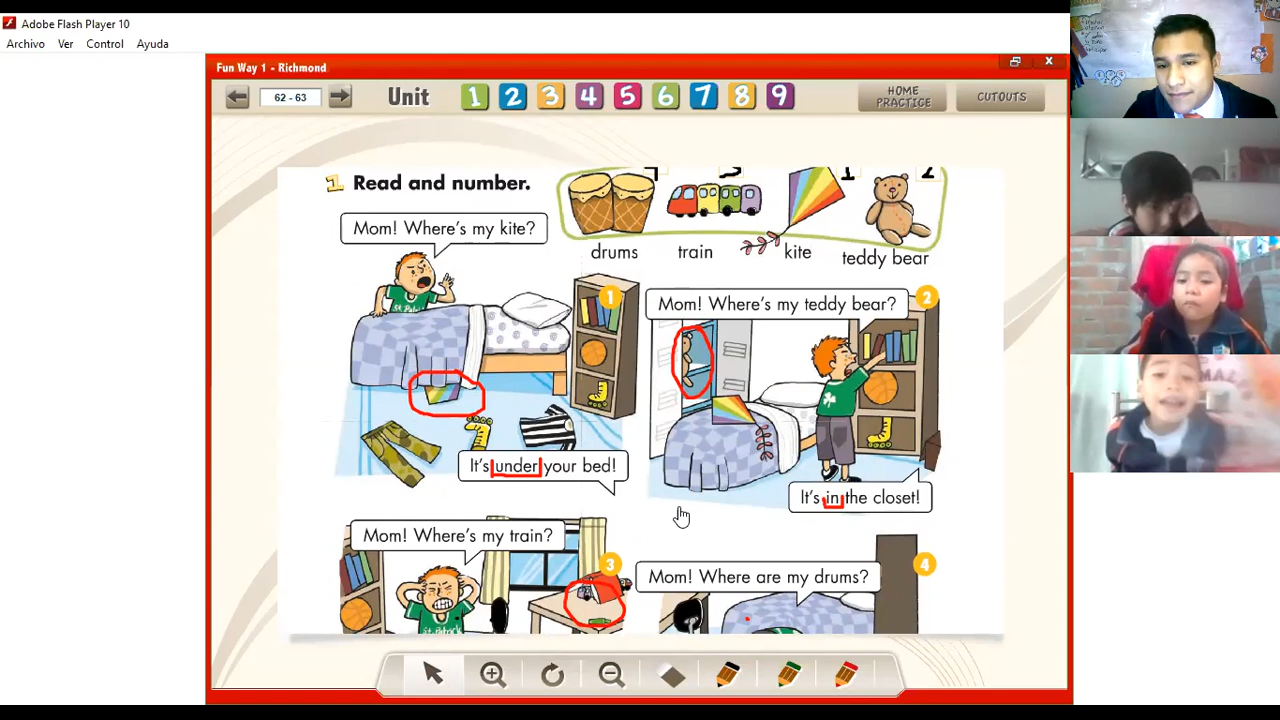 Adobe Flash Player 10
Archivo Ver Control Ayuda
Fun Way 1 - Richmond
62 - 63 Unit 1 2 3 4 5 6 7 8 9 HOME PRACTICE CUTOUTS
1 Read and number.
drums train kite teddy bear
Mom! Where's my kite?
1
It's under your bed!
Mom! Where's my teddy bear?
2
It's in the closet!
Mom! Where's my train?
3
St. Patrick
Mom! Where are my drums?
4